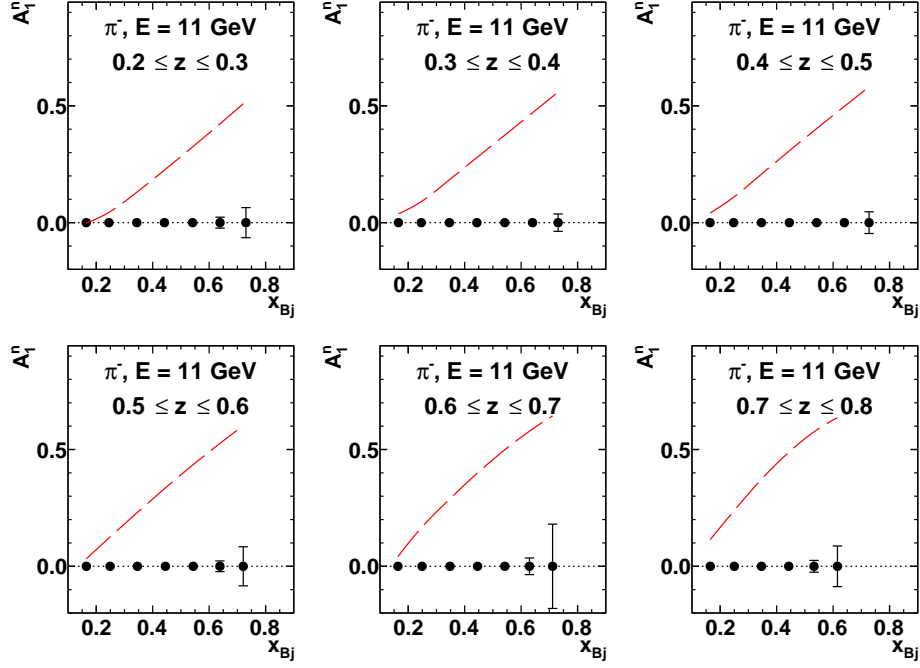 A₁ⁿ
π⁻, E = 11 GeV
0.2 ≤ z ≤ 0.3
0.5
0.0
0.2 0.4 0.6 0.8
x_Bj
A₁ⁿ
π⁻, E = 11 GeV
0.3 ≤ z ≤ 0.4
0.5
0.0
0.2 0.4 0.6 0.8
x_Bj
A₁ⁿ
π⁻, E = 11 GeV
0.4 ≤ z ≤ 0.5
0.5
0.0
0.2 0.4 0.6 0.8
x_Bj
A₁ⁿ
π⁻, E = 11 GeV
0.5 ≤ z ≤ 0.6
0.5
0.0
0.2 0.4 0.6 0.8
x_Bj
A₁ⁿ
π⁻, E = 11 GeV
0.6 ≤ z ≤ 0.7
0.5
0.0
0.2 0.4 0.6 0.8
x_Bj
A₁ⁿ
π⁻, E = 11 GeV
0.7 ≤ z ≤ 0.8
0.5
0.0
0.2 0.4 0.6 0.8
x_Bj